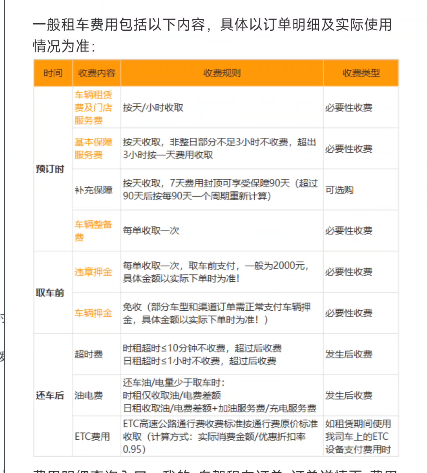 一般租车费用包括以下内容，具体以订单明细及实际使用
情况为准：
时间 收费内容 收费规则 收费类型
预订时
车辆租赁
费及门店
服务费
按天/小时收取
必要性收费
基本保障
服务费
按天收取，非整日部分不足3小时不收费，超出
3小时按一天费用收取
必要性收费
补充保障
按天收取，7天费用封顶可享受保障90天（超过
90天后按每90天一个周期重新计算）
可选购
车辆整备
费
每单收取一次
必要性收费
取车前
违章押金
每单收取一次，取车前支付，一般为2000元，
具体金额以实际下单时为准！
必要性收费
车辆押金
免收（部分车型和渠道订单需正常支付车辆押
金，具体金额以实际下单时为准！）
必要性收费
还车后
超时费
时租超时≤10分钟不收费，超过后收费
日租超时≤1小时不收费，超过后收费
发生后收费
油电费
还车油/电量少于取车时：
时租仅收取油/电费差额
日租收取油/电费差额+加油服务费/充电服务费
发生后收费
ETC费用
ETC高速公路通行费收费标准按通行费原价标准
收取（计算方式：实际消费金额/优惠折扣率
0.95）
如租赁期间使用
我司车上的ETC
设备支付费用时